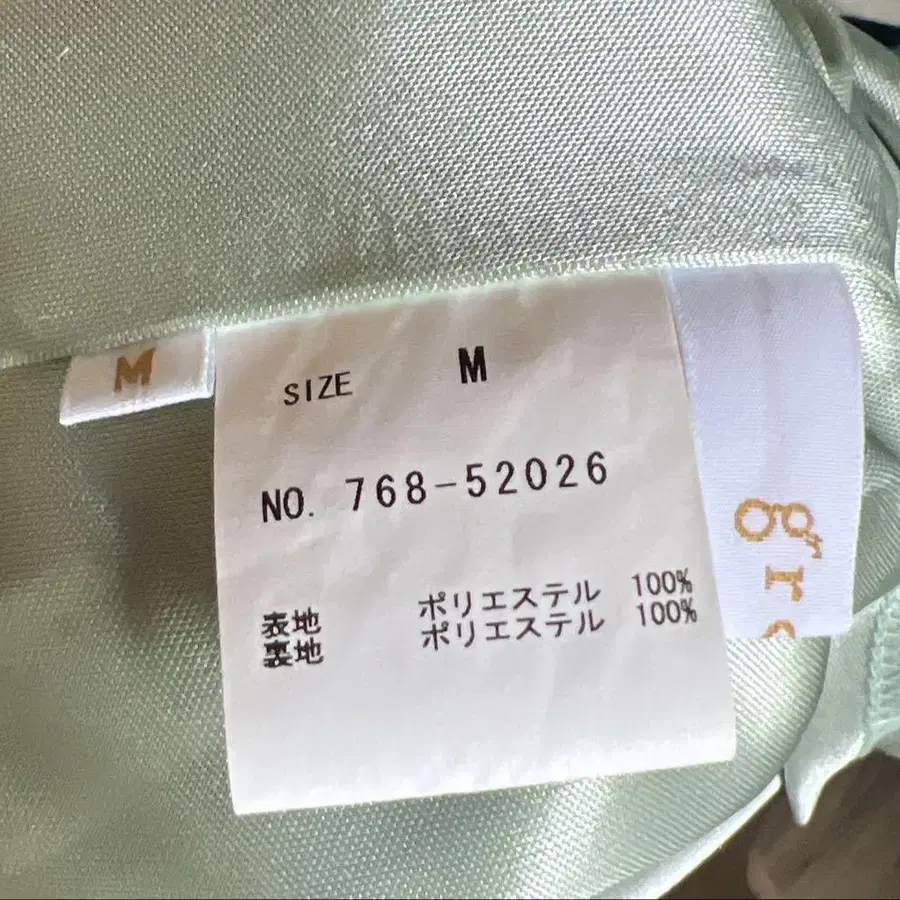 M
SIZE M
NO. 768-52026
表地 ポリエステル 100%
裏地 ポリエステル 100%